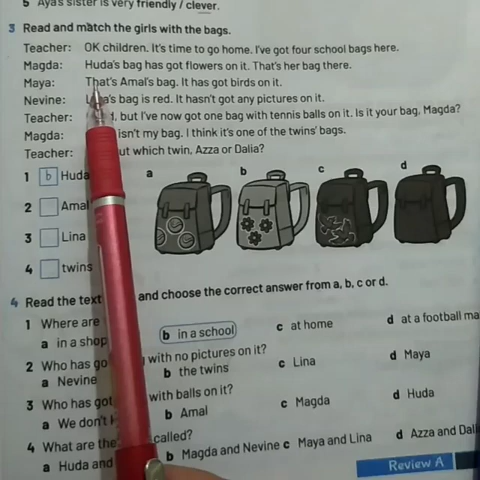 5 Aya's sister is very friendly / clever.
3 Read and match the girls with the bags.
Teacher: OK children. It's time to go home. I've got four school bags here.
Magda: Huda's bag has got flowers on it. That's her bag there.
Maya: That's Amal's bag. It has got birds on it.
Nevine: bag is red. It hasn't got any pictures on it.
Teacher: but I've now got one bag with tennis balls on it. Is it your bag, Magda?
Magda: isn't my bag. I think it's one of the twins' bags.
Teacher: which twin, Azza or Dalia?
1 b Huda
2 Amal
3 Lina
4 twins
a b c d
4 Read the text and choose the correct answer from a, b, c or d.
1 Where are
a in a shop b in a school c at home d at a football
2 Who has with no pictures on it?
a Nevine b the twins c Lina d Maya
3 Who has got with balls on it?
a We don't b Amal c Magda d Huda
4 What are the called?
a Huda and b Magda and Nevine c Maya and Lina d Azza and
Review A